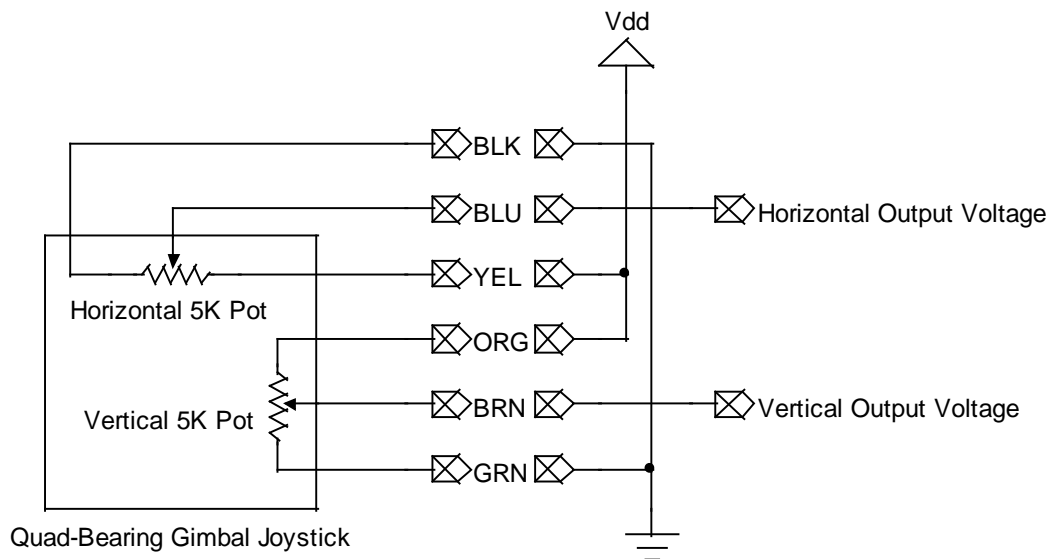 Vdd
BLK
BLU
Horizontal Output Voltage
YEL
Horizontal 5K Pot
ORG
BRN
Vertical Output Voltage
Vertical 5K Pot
GRN
Quad-Bearing Gimbal Joystick